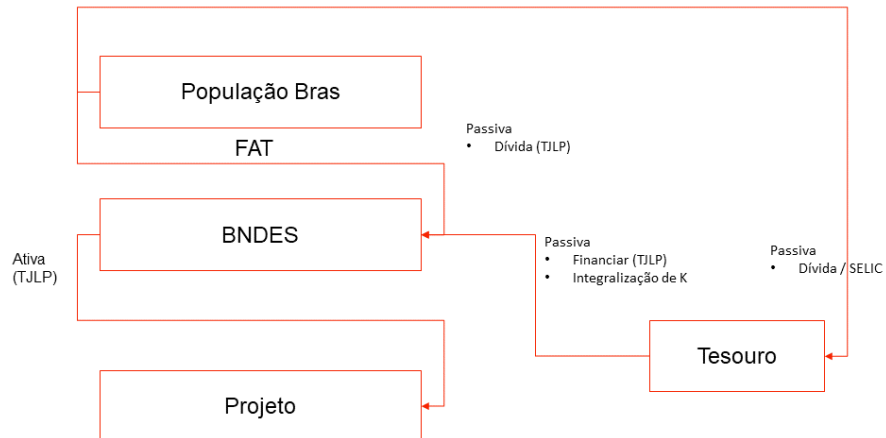 População Bras
Passiva
• Dívida (TJLP)
FAT
BNDES
Ativa
(TJLP)
Passiva
• Financiar (TJLP)
• Integralização de K
Passiva
• Dívida / SELIC
Tesouro
Projeto